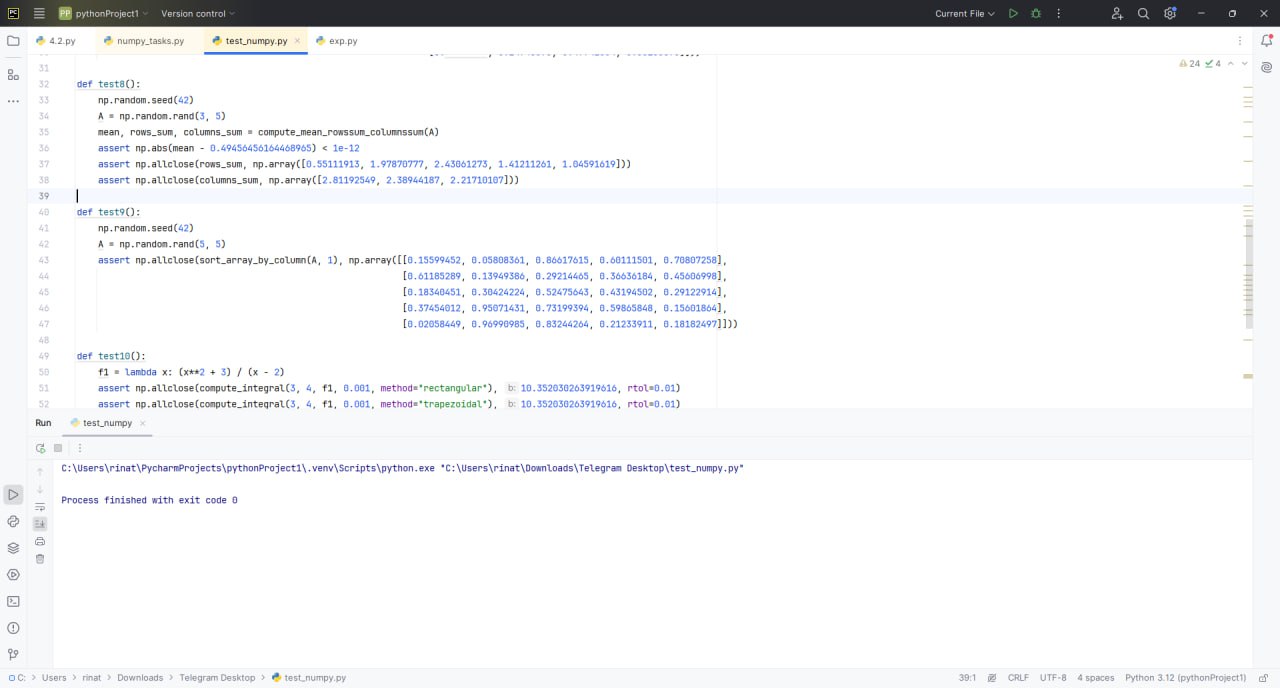 PC PP pythonProject1 Version control Current File
4.2.py numpy_tasks.py test_numpy.py exp.py
24 4
31
32 def test8():
33 np.random.seed(42)
34 A = np.random.rand(3, 5)
35 mean, rows_sum, columns_sum = compute_mean_rowssum_columnssum(A)
36 assert np.abs(mean - 0.49456456164468965) < 1e-12
37 assert np.allclose(rows_sum, np.array([0.55111913, 1.97870777, 2.43061273, 1.41211261, 1.04591619]))
38 assert np.allclose(columns_sum, np.array([2.81192549, 2.38944187, 2.21710107]))
39
40 def test9():
41 np.random.seed(42)
42 A = np.random.rand(5, 5)
43 assert np.allclose(sort_array_by_column(A, 1), np.array([[0.15599452, 0.05808361, 0.86617615, 0.60111501, 0.70807258],
44 [0.61185289, 0.13949386, 0.29214465, 0.36636184, 0.45606998],
45 [0.18340451, 0.30424224, 0.52475643, 0.43194502, 0.29122914],
46 [0.37454012, 0.95071431, 0.73199394, 0.59865848, 0.15601864],
47 [0.02058449, 0.96990985, 0.83244264, 0.21233911, 0.18182497]]))
48
49 def test10():
50 f1 = lambda x: (x**2 + 3) / (x - 2)
51 assert np.allclose(compute_integral(3, 4, f1, 0.001, method="rectangular"), b: 10.352030263919616, rtol=0.01)
52 assert np.allclose(compute_integral(3, 4, f1, 0.001, method="trapezoidal"), b: 10.352030263919616, rtol=0.01)
Run test_numpy
C:\Users\rinat\PycharmProjects\pythonProject1\.venv\Scripts\python.exe "C:\Users\rinat\Downloads\Telegram Desktop\test_numpy.py"
Process finished with exit code 0
C: > Users > rinat > Downloads > Telegram Desktop > test_numpy.py 39:1 CRLF UTF-8 4 spaces Python 3.12 (pythonProject1)